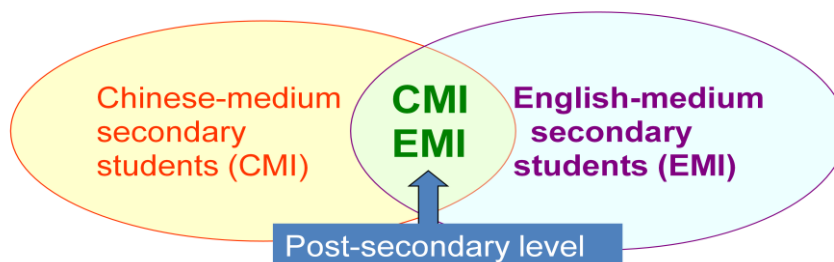 Chinese-medium
secondary
students (CMI)
CMI
EMI
English-medium
secondary
students (EMI)
Post-secondary level